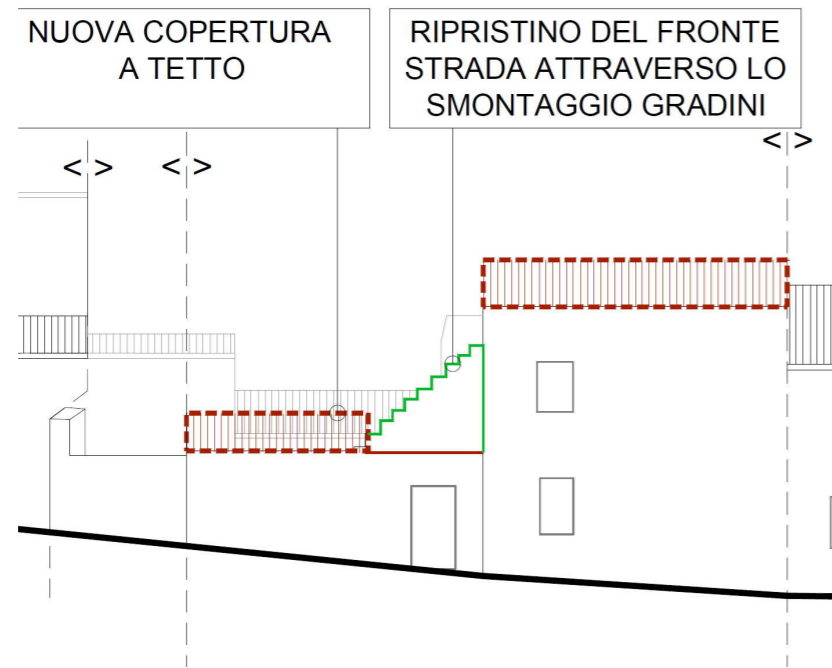 NUOVA COPERTURA
A TETTO
RIPRISTINO DEL FRONTE
STRADA ATTRAVERSO LO
SMONTAGGIO GRADINI
< >
< >
< >